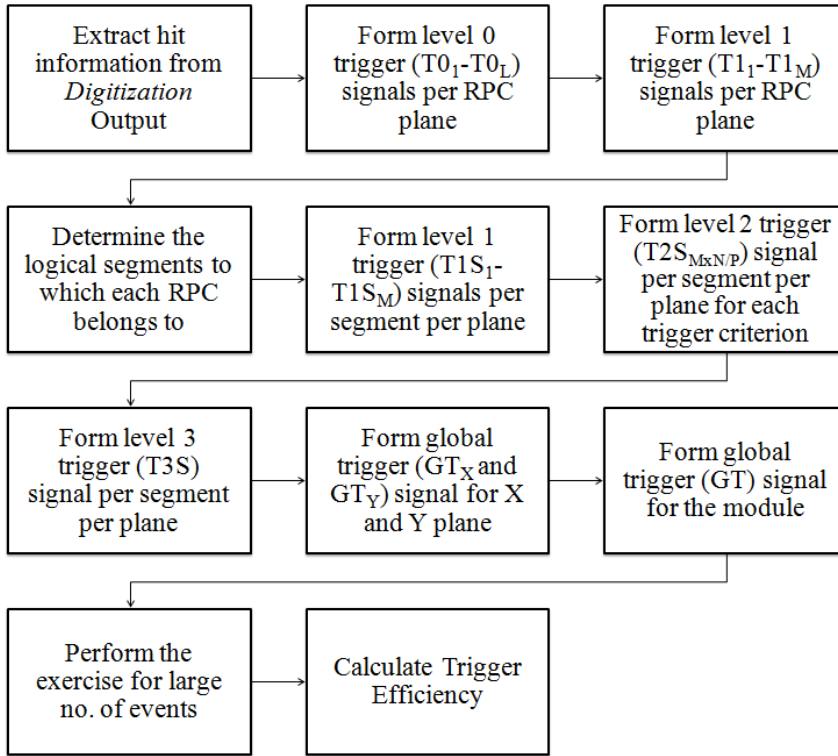 Extract hit
information from
Digitization
Output
Form level 0
trigger (T0₁-T0L)
signals per RPC
plane
Form level 1
trigger (T1₁-T1M)
signals per RPC
plane
Determine the
logical segments to
which each RPC
belongs to
Form level 1
trigger (T1S₁-
T1SM) signals per
segment per plane
Form level 2 trigger
(T2SMxN/P) signal
per segment per
plane for each
trigger criterion
Form level 3
trigger (T3S)
signal per segment
per plane
Form global
trigger (GTX and
GTY) signal for X
and Y plane
Form global
trigger (GT) signal
for the module
Perform the
exercise for large
no. of events
Calculate Trigger
Efficiency